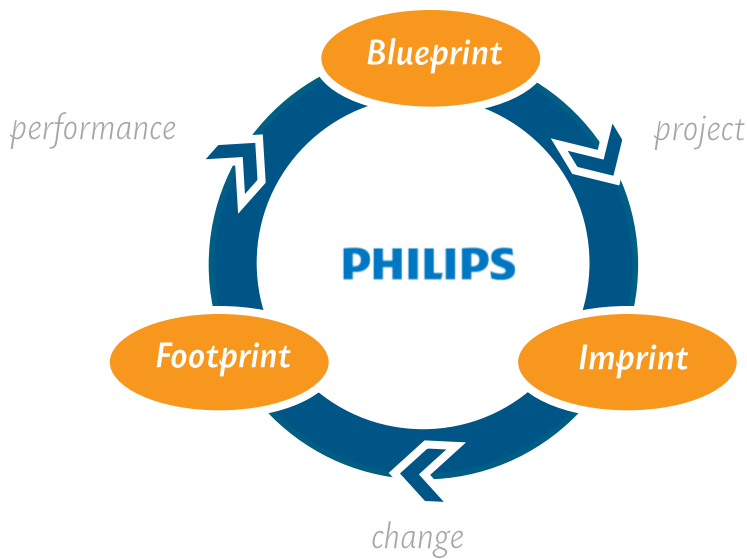 Blueprint
performance
project
PHILIPS
Footprint
Imprint
change